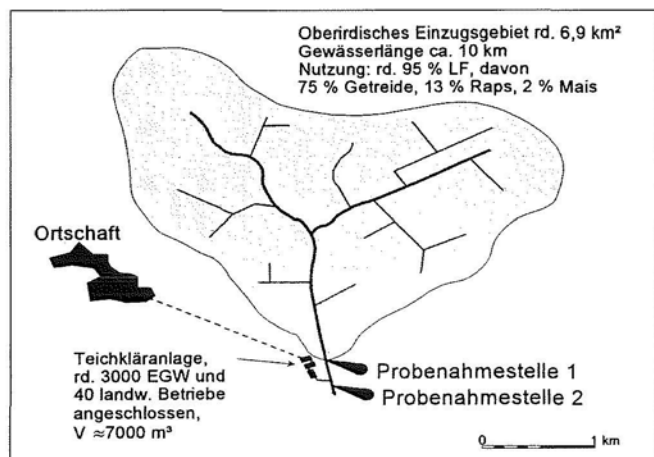 Oberirdisches Einzugsgebiet rd. 6,9 km²
Gewässerlänge ca. 10 km
Nutzung: rd. 95 % LF, davon
75 % Getreide, 13 % Raps, 2 % Mais
Ortschaft
Teichkläranlage,
rd. 3000 EGW und
40 landw. Betriebe
angeschlossen,
V ≈7000 m³
Probenahmestelle 1
Probenahmestelle 2
0 1 km